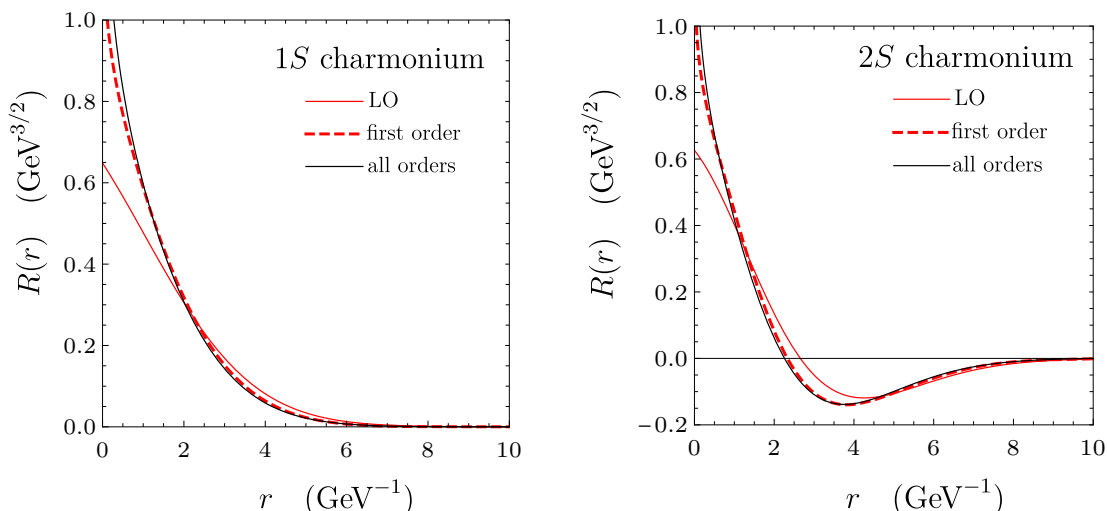 1S charmonium
LO
first order
all orders
R(r) (GeV^{3/2})
1.0
0.8
0.6
0.4
0.2
0.0
0 2 4 6 8 10
r (GeV^{-1})
2S charmonium
LO
first order
all orders
R(r) (GeV^{3/2})
1.0
0.8
0.6
0.4
0.2
0.0
−0.2
0 2 4 6 8 10
r (GeV^{-1})